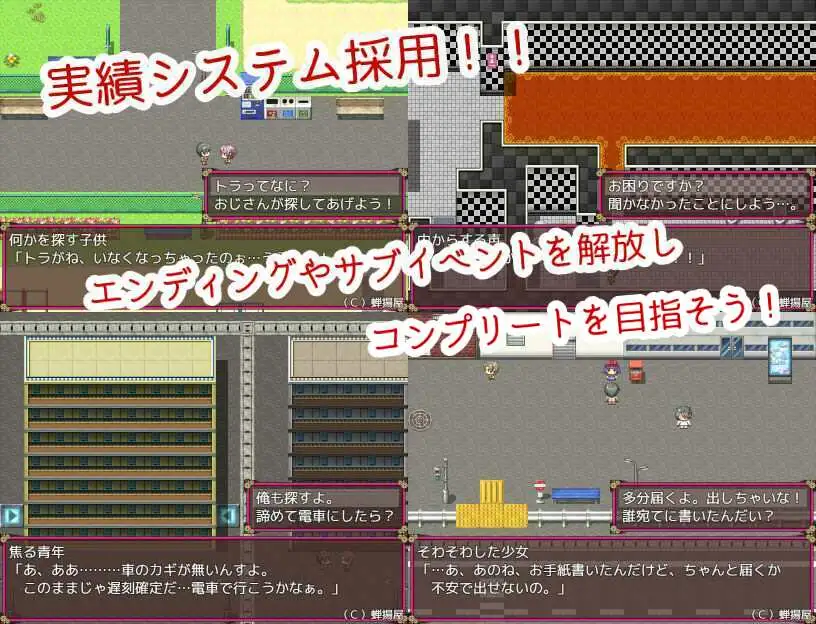 実績システム採用！！
トラってなに？
おじさんが探してあげよう！
お困りですか？
聞かなかったことにしよう…。
何かを探す子供
「トラがね、いなくなっちゃったのぉ…
！」
エンディングやサブイベントを解放し
（C）蝉揚屋
（C）蝉揚屋
コンプリートを目指そう！
俺も探すよ。
諦めて電車にしたら？
焦る青年
「あ、ああ………車のカギが無いんすよ。
このままじゃ遅刻確定だ…電車で行こうかなぁ。」
（C）蝉揚屋
多分届くよ。出しちゃいな！
誰宛てに書いたんだい？
そわそわした少女
「…あ、あのね、お手紙書いたんだけど、ちゃんと届くか
不安で出せないの。」
（C）蝉揚屋